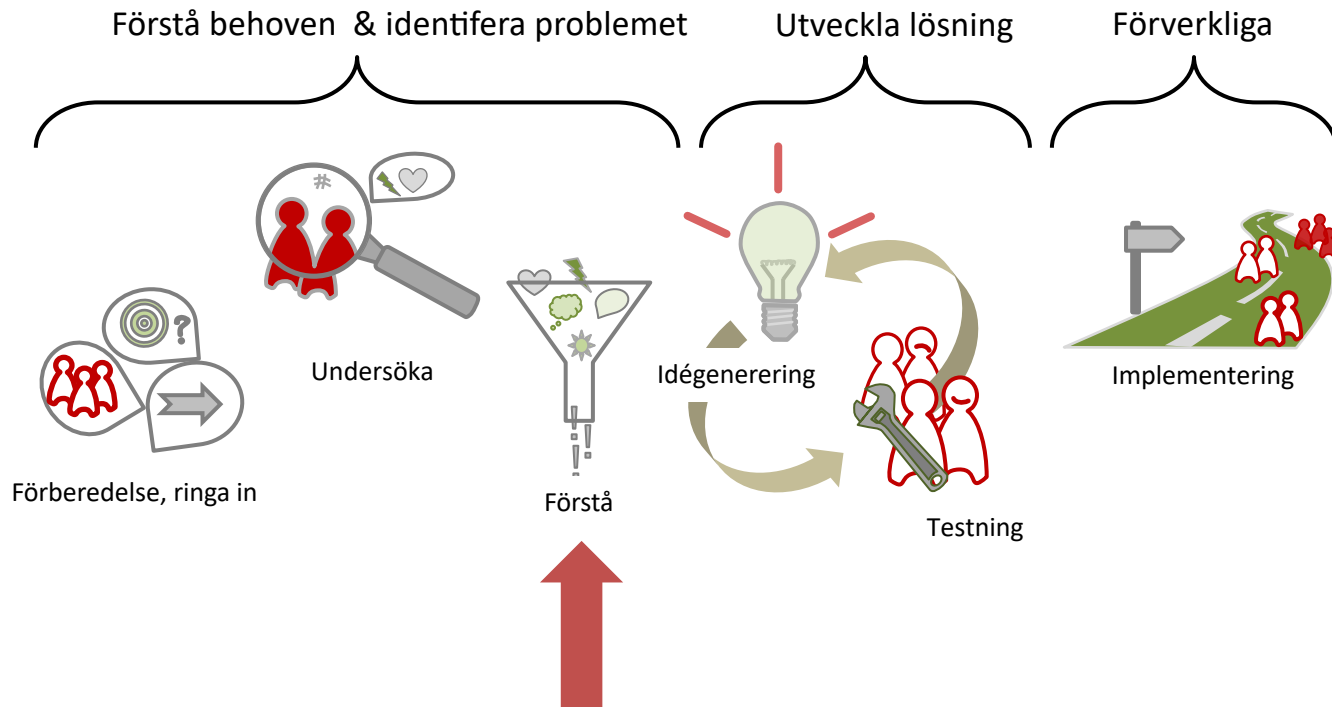 Förstå behoven & identifera problemet
Utveckla lösning
Förverkliga
#
?
Undersöka
Idégenerering
Implementering
Förberedelse, ringa in
! !
! !
Förstå
Testning